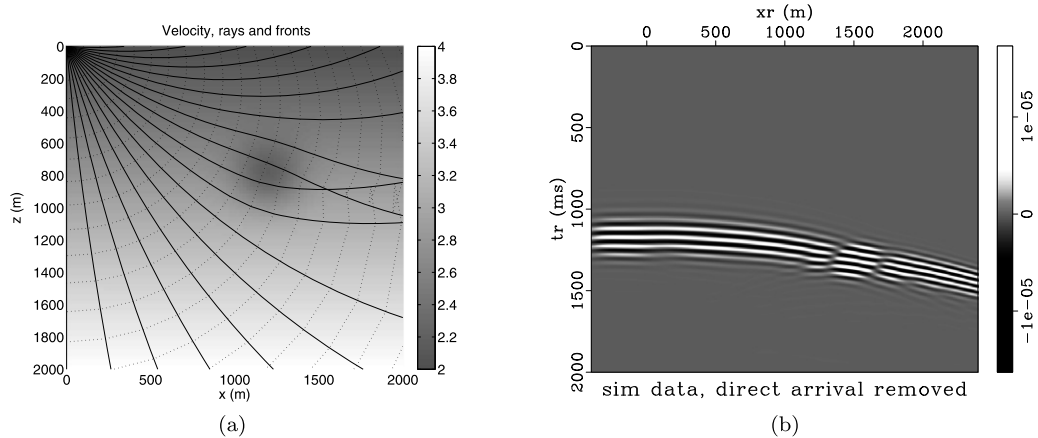 Velocity, rays and fronts
0
200
400
600
800
1000
1200
1400
1600
1800
2000
z (m)
0 500 1000 1500 2000
x (m)
4
3.8
3.6
3.4
3.2
3
2.8
2.6
2.4
2.2
2
(a)
xr (m)
0 500 1000 1500 2000
0
500
1000
1500
2000
tr (ms)
sim data, direct arrival removed
1e−05
0
−1e−05
(b)